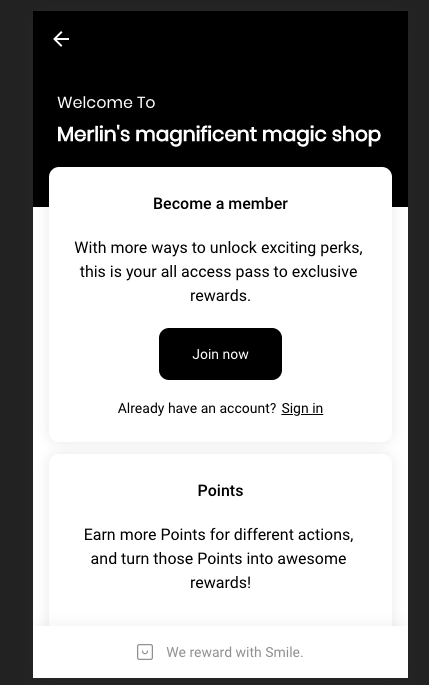 Welcome To
Merlin's magnificent magic shop
Become a member
With more ways to unlock exciting perks,
this is your all access pass to exclusive
rewards.
Join now
Already have an account? Sign in
Points
Earn more Points for different actions,
and turn those Points into awesome
rewards!
We reward with Smile.